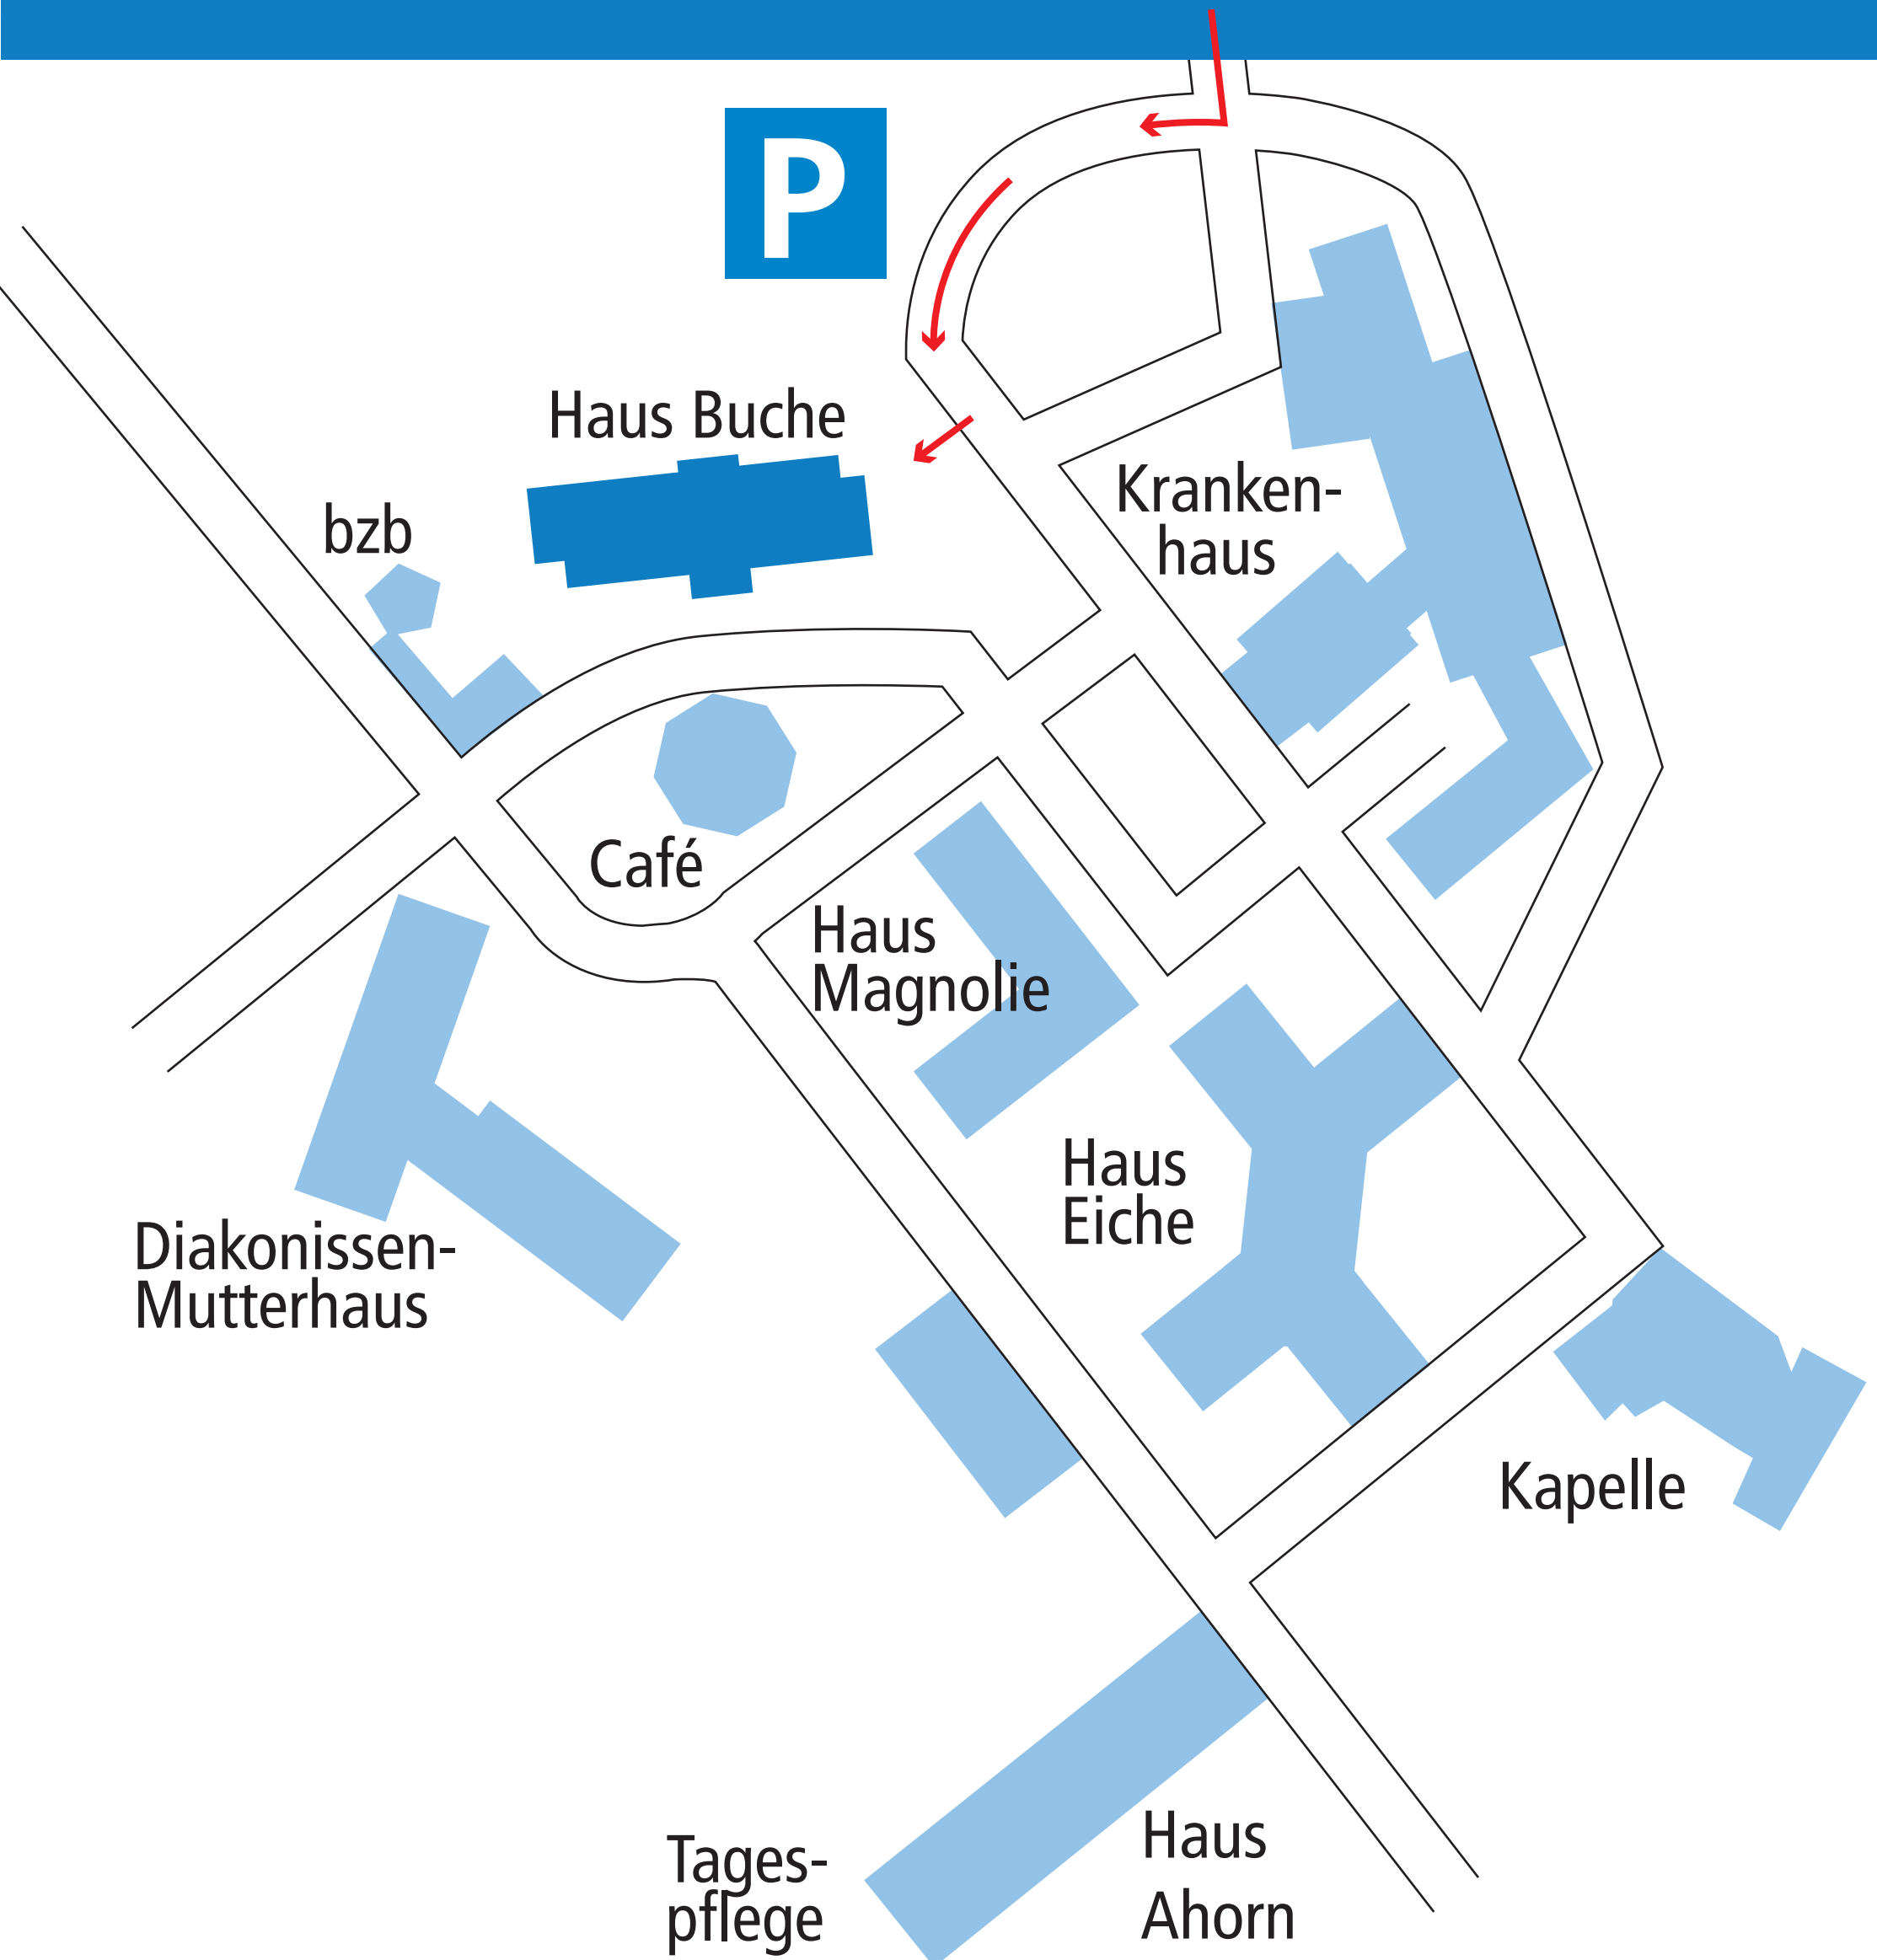 P
Haus Buche
bzb
Kranken-
haus
Café
Haus
Magnolie
Haus
Eiche
Diakonissen-
Mutterhaus
Kapelle
Tages-
pflege
Haus
Ahorn